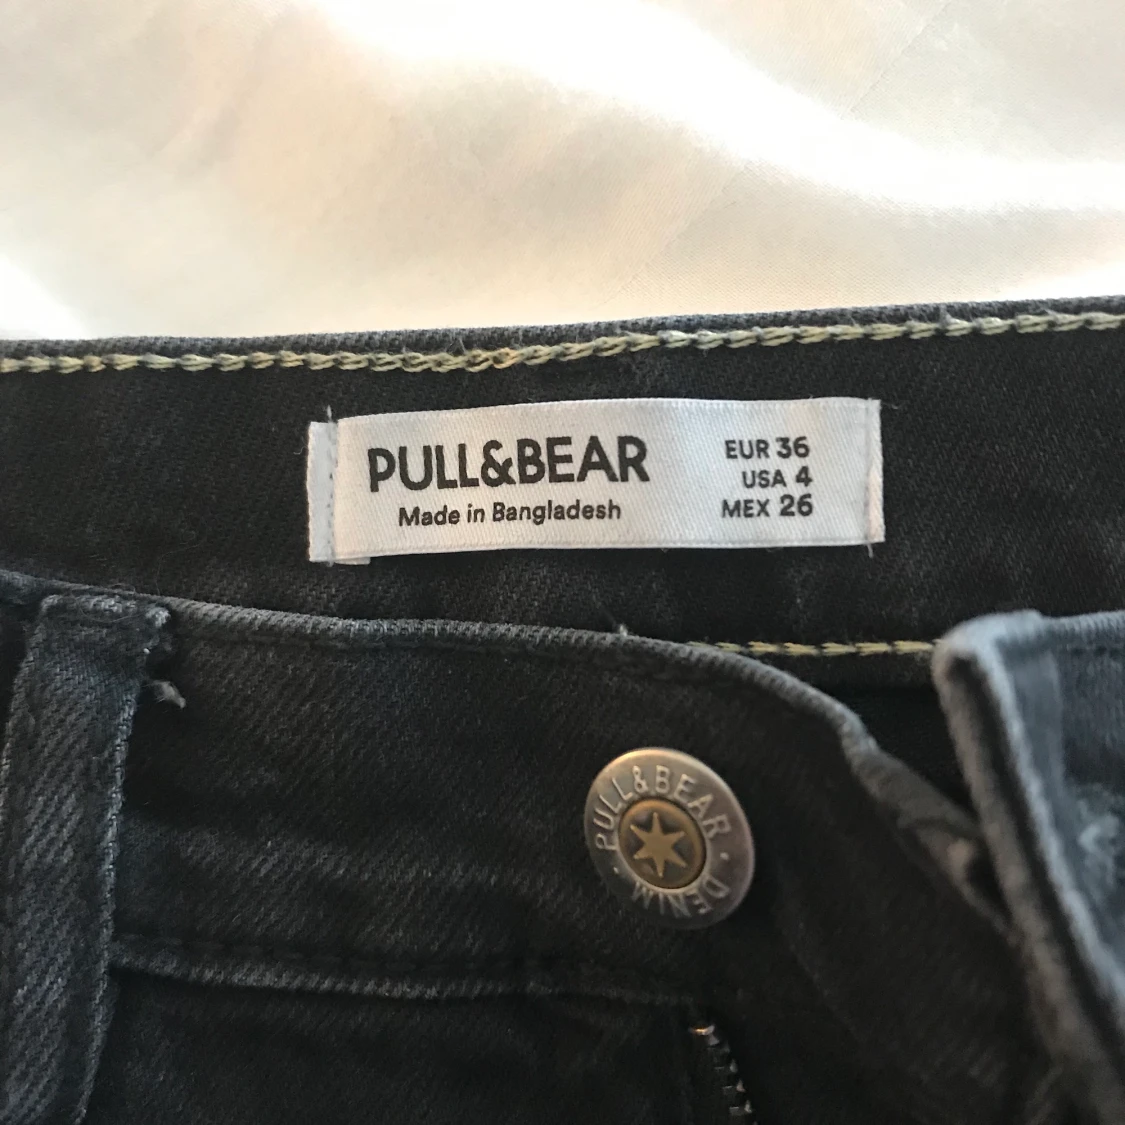 PULL&BEAR
Made in Bangladesh
EUR 36
USA 4
MEX 26
PULL&BEAR · DENIM ·